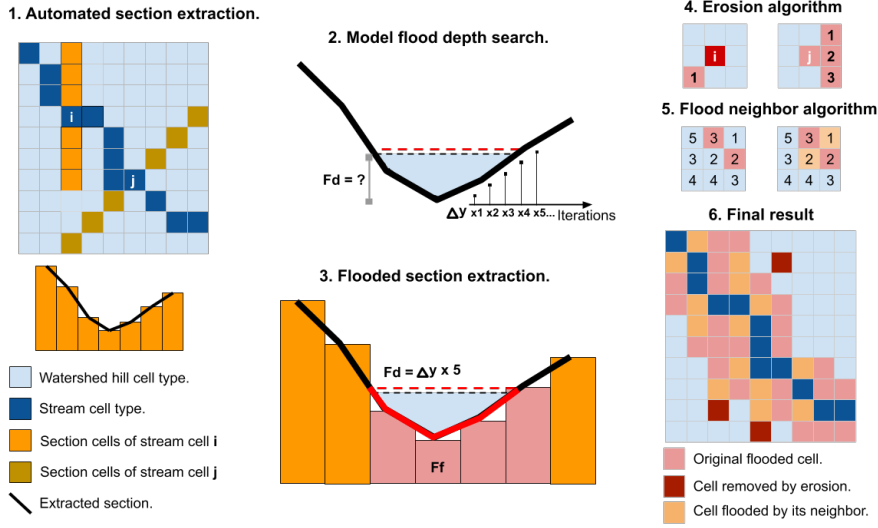 1. Automated section extraction.
i
j
Watershed hill cell type.
Stream cell type.
Section cells of stream cell i
Section cells of stream cell j
Extracted section.
2. Model flood depth search.
Fd = ?
Δy x1 x2 x3 x4 x5... Iterations
3. Flooded section extraction.
Fd = Δy x 5
Ff
4. Erosion algorithm
i
1
1
j 2
3
5. Flood neighbor algorithm
5 3 1
3 2 2
4 4 3
5 3 1
3 2 2
4 4 3
6. Final result
Original flooded cell.
Cell removed by erosion.
Cell flooded by its neighbor.